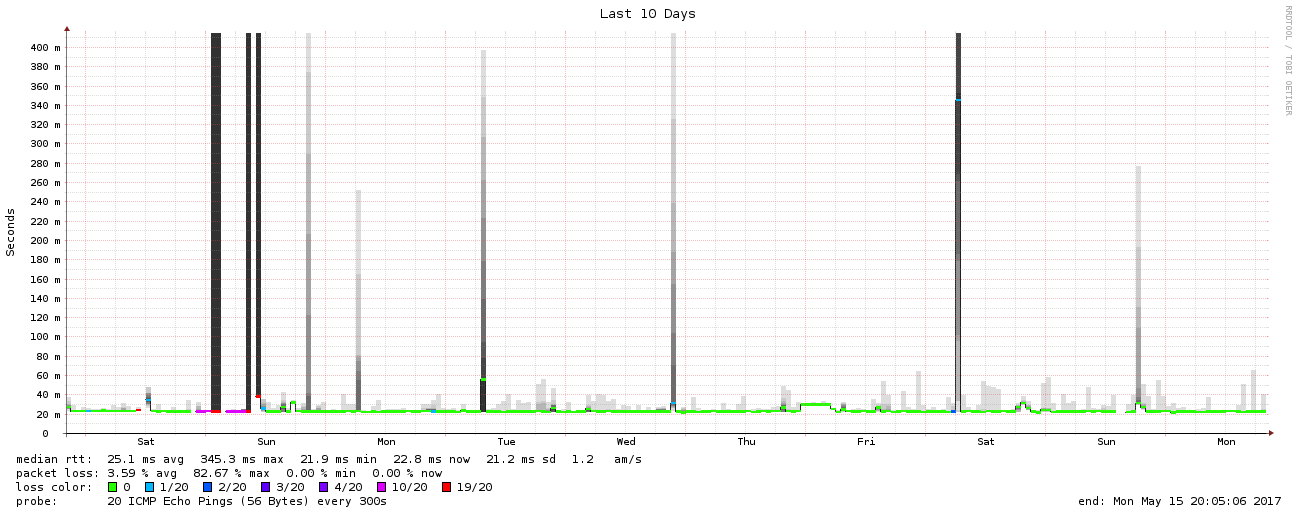 Last 10 Days
RRDTOOL / TOBI OETIKER
Seconds
400 m
380 m
360 m
340 m
320 m
300 m
280 m
260 m
240 m
220 m
200 m
180 m
160 m
140 m
120 m
100 m
80 m
60 m
40 m
20 m
0
Sat Sun Mon Tue Wed Thu Fri Sat Sun Mon
median rtt: 25.1 ms avg 345.3 ms max 21.9 ms min 22.8 ms now 21.2 ms sd 1.2 am/s
packet loss: 3.59 % avg 82.67 % max 0.00 % min 0.00 % now
loss color: 0 1/20 2/20 3/20 4/20 10/20 19/20
probe: 20 ICMP Echo Pings (56 Bytes) every 300s end: Mon May 15 20:05:06 2017